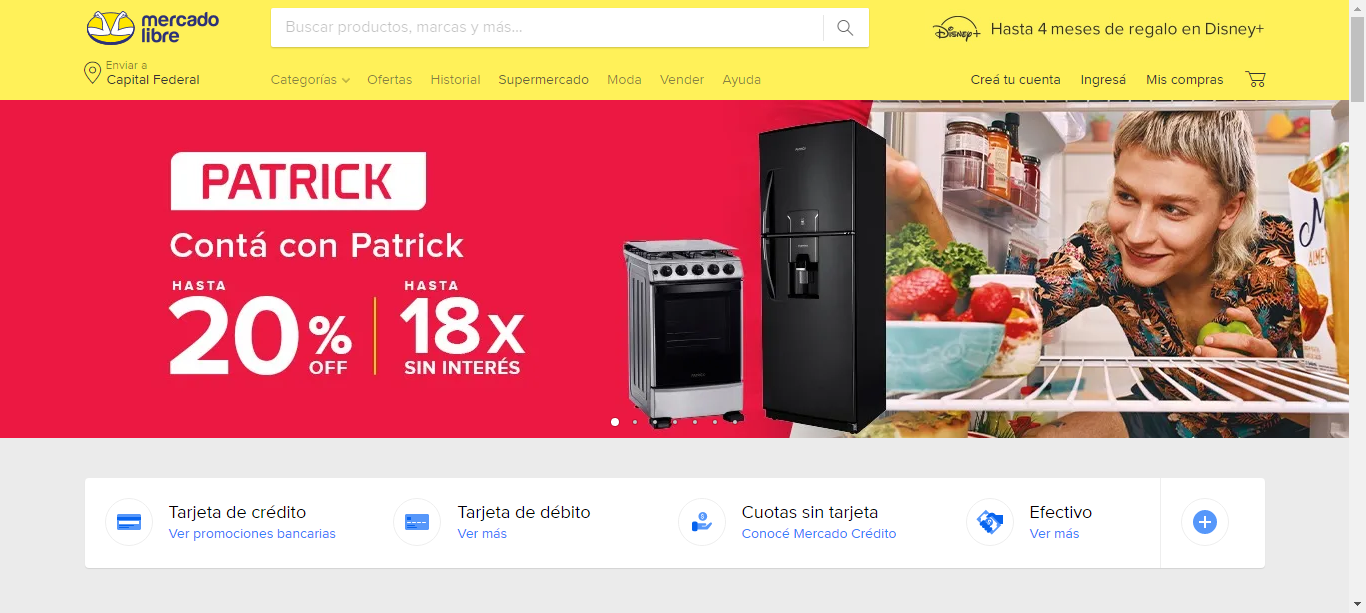 mercado
libre
Buscar productos, marcas y más...
DISNEY+
Hasta 4 meses de regalo en Disney+
Enviar a
Capital Federal
Categorías
Ofertas
Historial
Supermercado
Moda
Vender
Ayuda
Creá tu cuenta
Ingresá
Mis compras
PATRICK
Contá con Patrick
HASTA
20% OFF
HASTA
18X
SIN INTERÉS
Tarjeta de crédito
Ver promociones bancarias
Tarjeta de débito
Ver más
Cuotas sin tarjeta
Conocé Mercado Crédito
Efectivo
Ver más